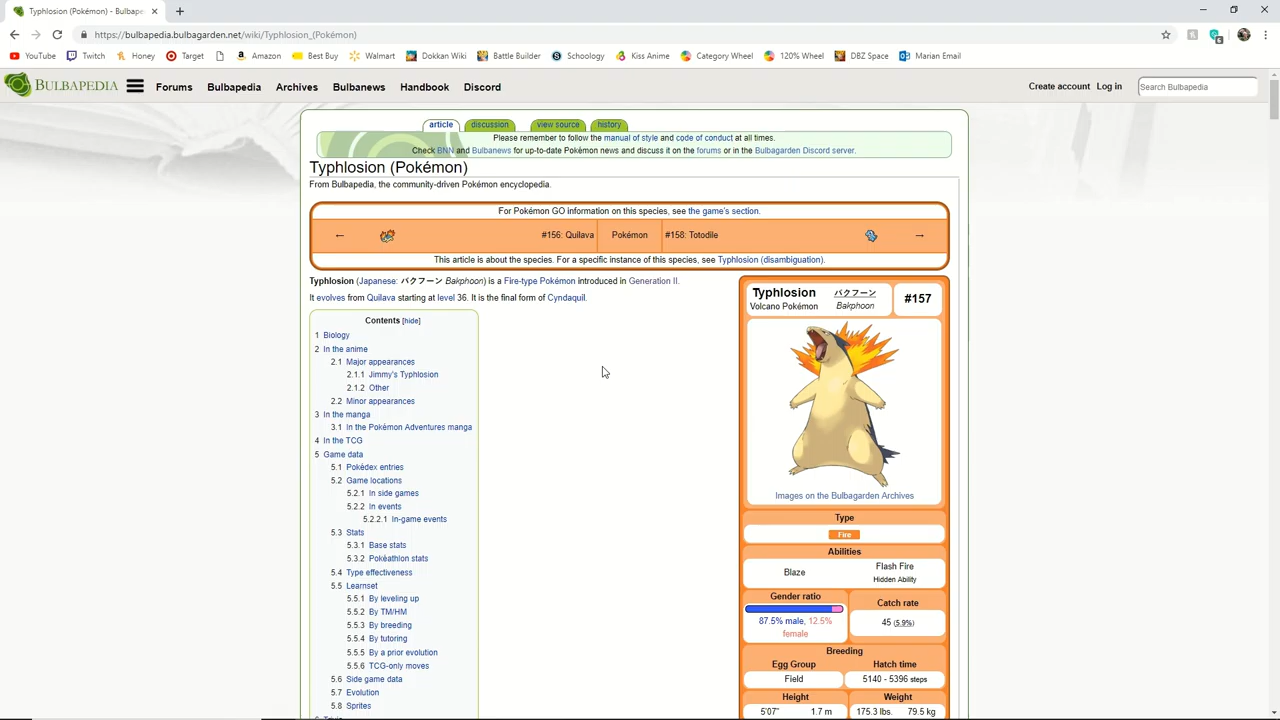 Typhlosion (Pokémon) - Bulbape
https://bulbapedia.bulbagarden.net/wiki/Typhlosion_(Pokémon)
YouTube Twitch Honey Target Amazon Best Buy Walmart Dokkan Wiki Battle Builder Schoology Kiss Anime Category Wheel 120% Wheel DBZ Space Marian Email
BULBAPEDIA Forums Bulbapedia Archives Bulbanews Handbook Discord Create account Log in Search Bulbapedia
article discussion view source history
Please remember to follow the manual of style and code of conduct at all times.
Check BNN and Bulbanews for up-to-date Pokémon news and discuss it on the forums or in the Bulbagarden Discord server.
Typhlosion (Pokémon)
From Bulbapedia, the community-driven Pokémon encyclopedia.
For Pokémon GO information on this species, see the game's section.
← #156: Quilava Pokémon #158: Totodile →
This article is about the species. For a specific instance of this species, see Typhlosion (disambiguation).
Typhlosion (Japanese: バクフーン Bakphoon) is a Fire-type Pokémon introduced in Generation II.
It evolves from Quilava starting at level 36. It is the final form of Cyndaquil.
Contents [hide]
1 Biology
2 In the anime
2.1 Major appearances
2.1.1 Jimmy's Typhlosion
2.1.2 Other
2.2 Minor appearances
3 In the manga
3.1 In the Pokémon Adventures manga
4 In the TCG
5 Game data
5.1 Pokédex entries
5.2 Game locations
5.2.1 In side games
5.2.2 In events
5.2.2.1 In-game events
5.3 Stats
5.3.1 Base stats
5.3.2 Pokéathlon stats
5.4 Type effectiveness
5.5 Learnset
5.5.1 By leveling up
5.5.2 By TM/HM
5.5.3 By breeding
5.5.4 By tutoring
5.5.5 By a prior evolution
5.5.6 TCG-only moves
5.6 Side game data
5.7 Evolution
5.8 Sprites
6 Trivia
Typhlosion バクフーン #157
Volcano Pokémon Bakphoon
Images on the Bulbagarden Archives
Type
Fire
Abilities
Blaze Flash Fire
Hidden Ability
Gender ratio Catch rate
87.5% male, 12.5% 45 (5.9%)
female
Breeding
Egg Group Hatch time
Field 5140 - 5396 steps
Height Weight
5'07" 1.7 m 175.3 lbs. 79.5 kg